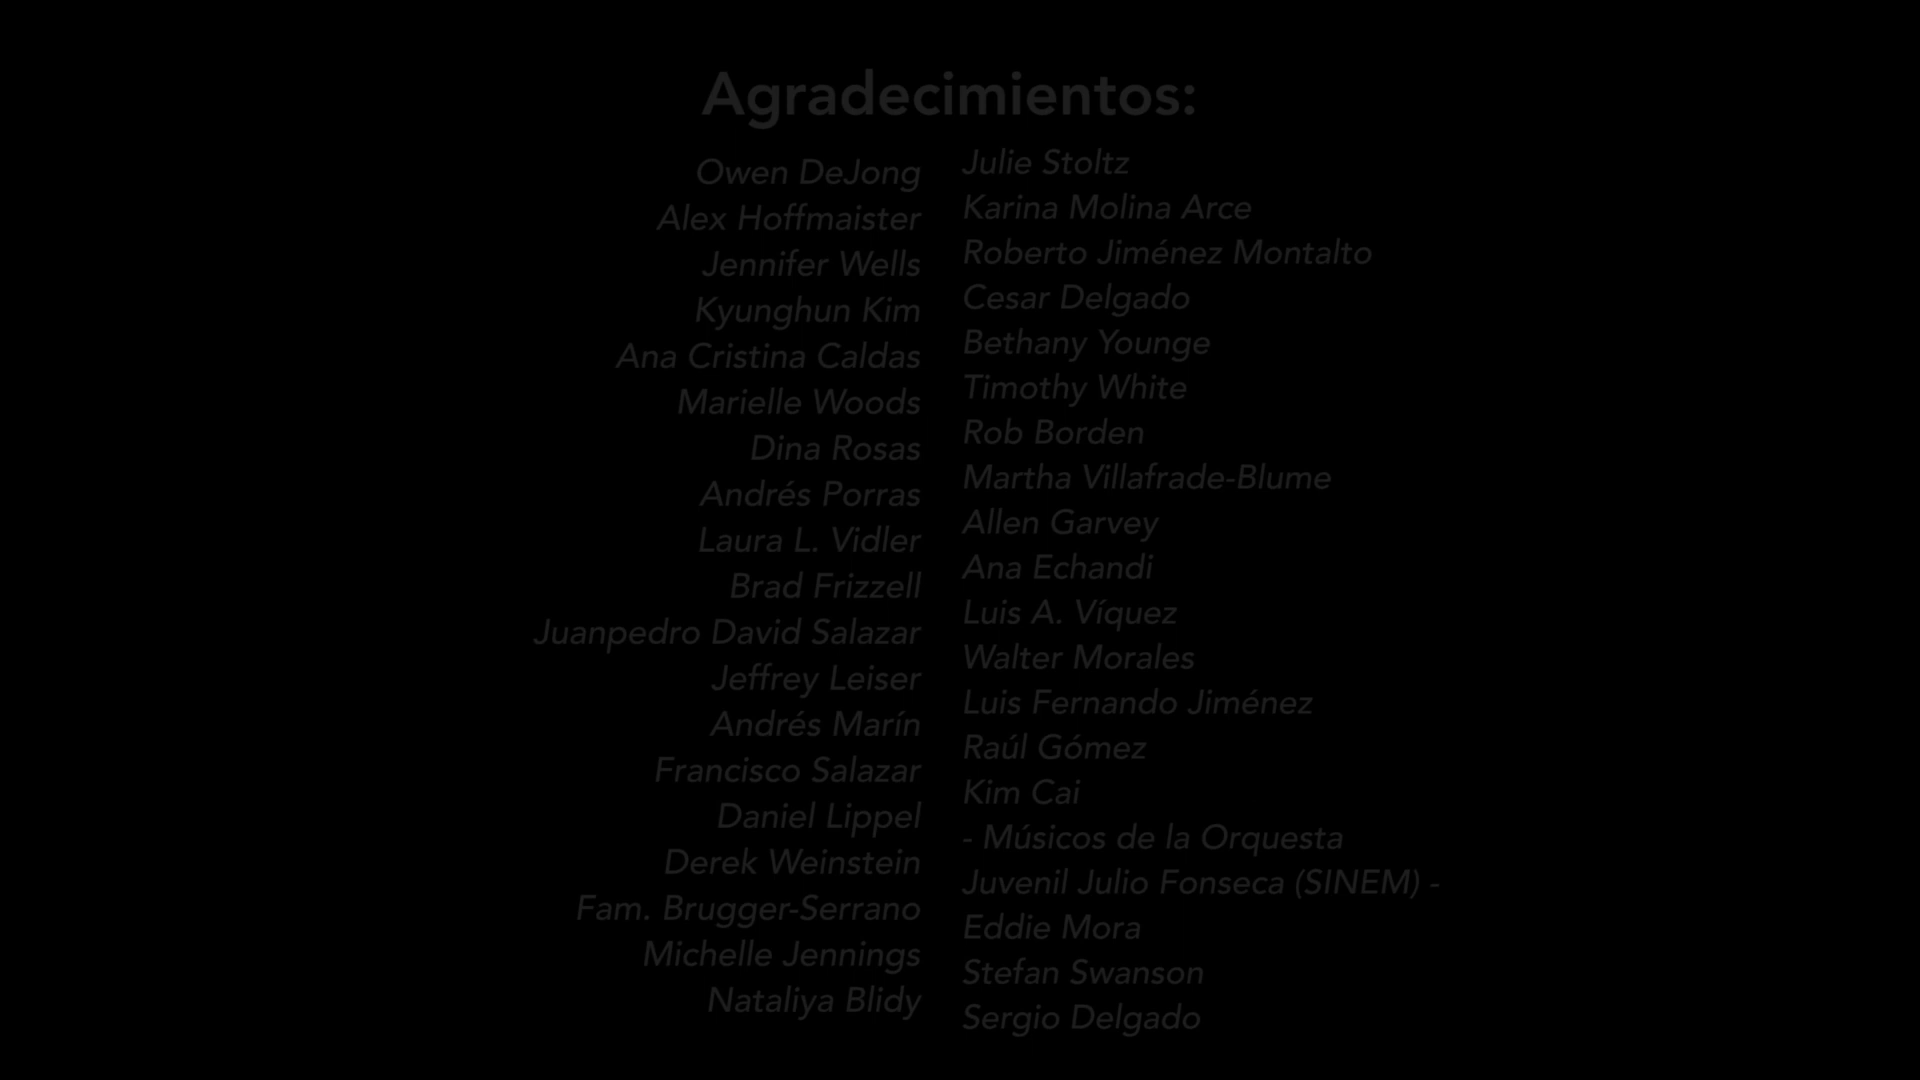 Agradecimientos:
Owen DeJong
Alex Hoffmaister
Jennifer Wells
Kyunghun Kim
Ana Cristina Caldas
Marielle Woods
Dina Rosas
Andrés Porras
Laura L. Vidler
Brad Frizzell
Juanpedro David Salazar
Jeffrey Leiser
Andrés Marín
Francisco Salazar
Daniel Lippel
Derek Weinstein
Fam. Brugger-Serrano
Michelle Jennings
Nataliya Blidy
Julie Stoltz
Karina Molina Arce
Roberto Jiménez Montalto
Cesar Delgado
Bethany Younge
Timothy White
Rob Borden
Martha Villafrade-Blume
Allen Garvey
Ana Echandi
Luis A. Víquez
Walter Morales
Luis Fernando Jiménez
Raúl Gómez
Kim Cai
- Músicos de la Orquesta
Juvenil Julio Fonseca (SINEM) -
Eddie Mora
Stefan Swanson
Sergio Delgado